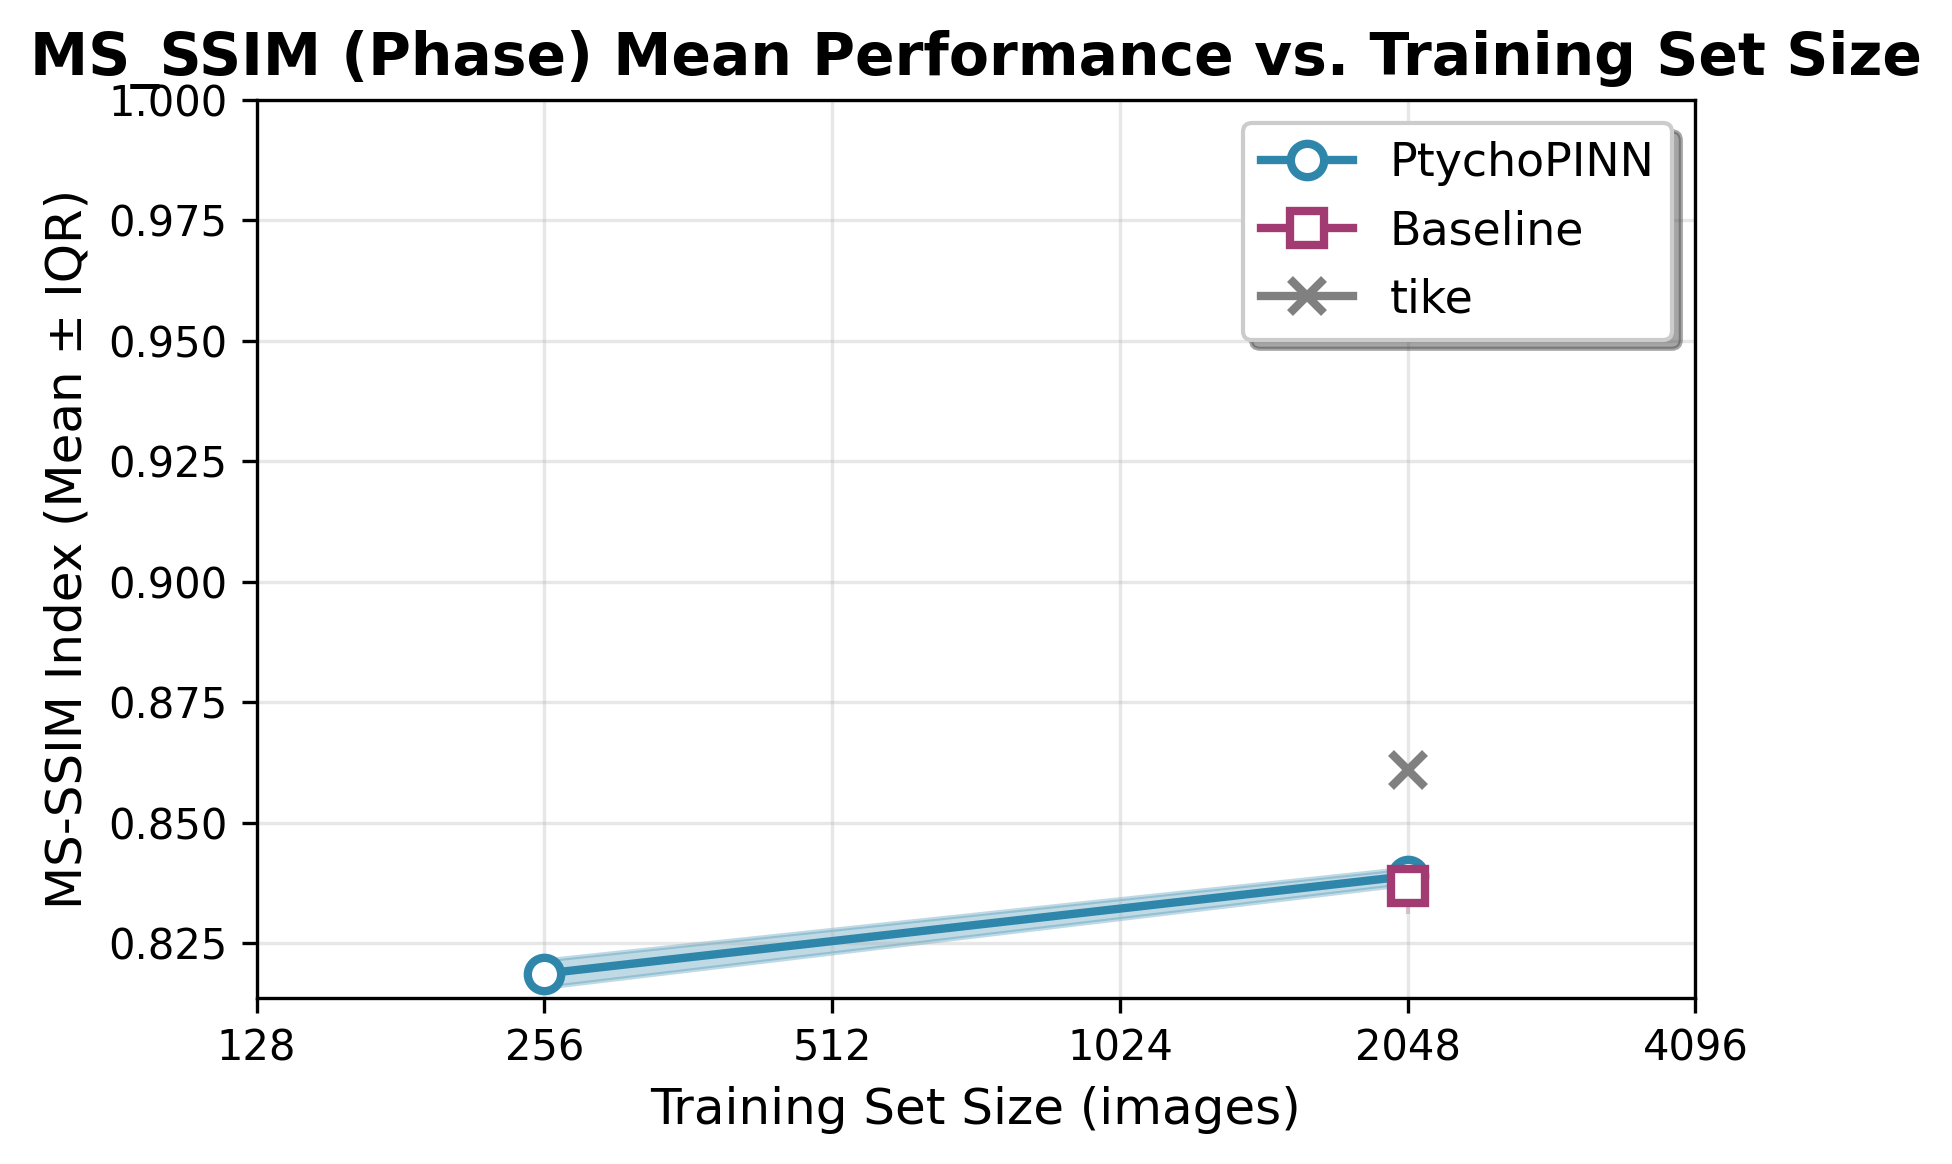 MS_SSIM (Phase) Mean Performance vs. Training Set Size
MS-SSIM Index (Mean ± IQR)
1.000
0.975
0.950
0.925
0.900
0.875
0.850
0.825
PtychoPINN
Baseline
tike
128 256 512 1024 2048 4096
Training Set Size (images)